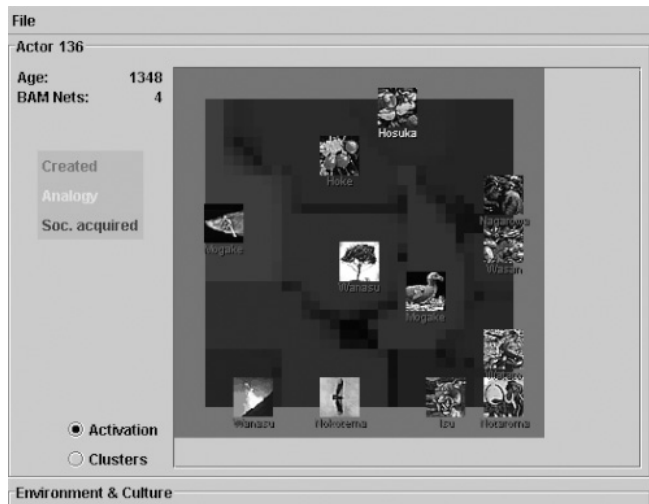 File
Actor 136
Age: 1348
BAM Nets: 4
Hosuka
Created
Hoke
Analogy
Soc. acquired
Nagarowa
Mogake
Wasan
Wanasu
Mogake
Wanasu
Nokotema
Isu
Notaroma
Activation
Clusters
Environment & Culture